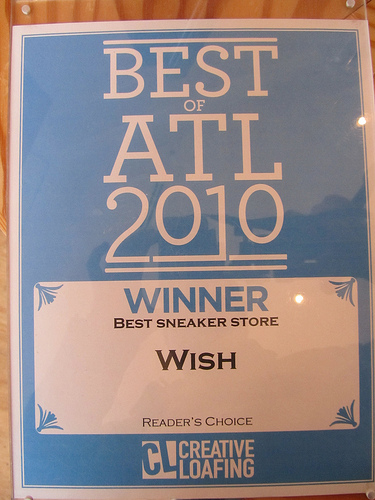 BEST
OF
ATL
2010
WINNER
BEST SNEAKER STORE
WISH
READER'S CHOICE
CL CREATIVE
LOAFING